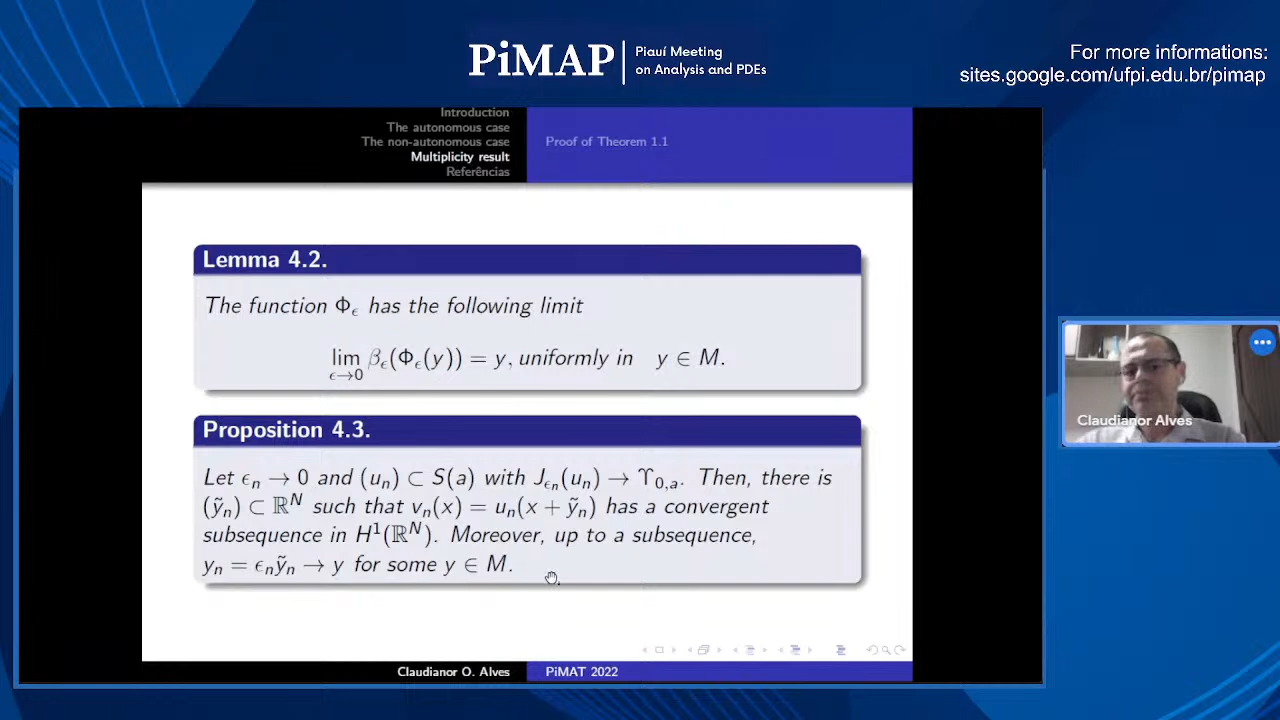 PiMAP
Piauí Meeting
on Analysis and PDEs
For more informations:
sites.google.com/ufpi.edu.br/pimap
Introduction
The autonomous case
The non-autonomous case
Multiplicity result
Referências
Proof of Theorem 1.1
Lemma 4.2.
The function Φ_ϵ has the following limit
lim_{ϵ→0} β_ϵ(Φ_ϵ(y)) = y, uniformly in y ∈ M.
Proposition 4.3.
Let ϵ_n → 0 and (u_n) ⊂ S(a) with J_{ϵ_n}(u_n) → ϒ_{0,a}. Then, there is
(ỹ_n) ⊂ ℝ^N such that v_n(x) = u_n(x + ỹ_n) has a convergent
subsequence in H^1(ℝ^N). Moreover, up to a subsequence,
y_n = ϵ_nỹ_n → y for some y ∈ M.
Claudianor Alves
Claudianor O. Alves
PiMAT 2022